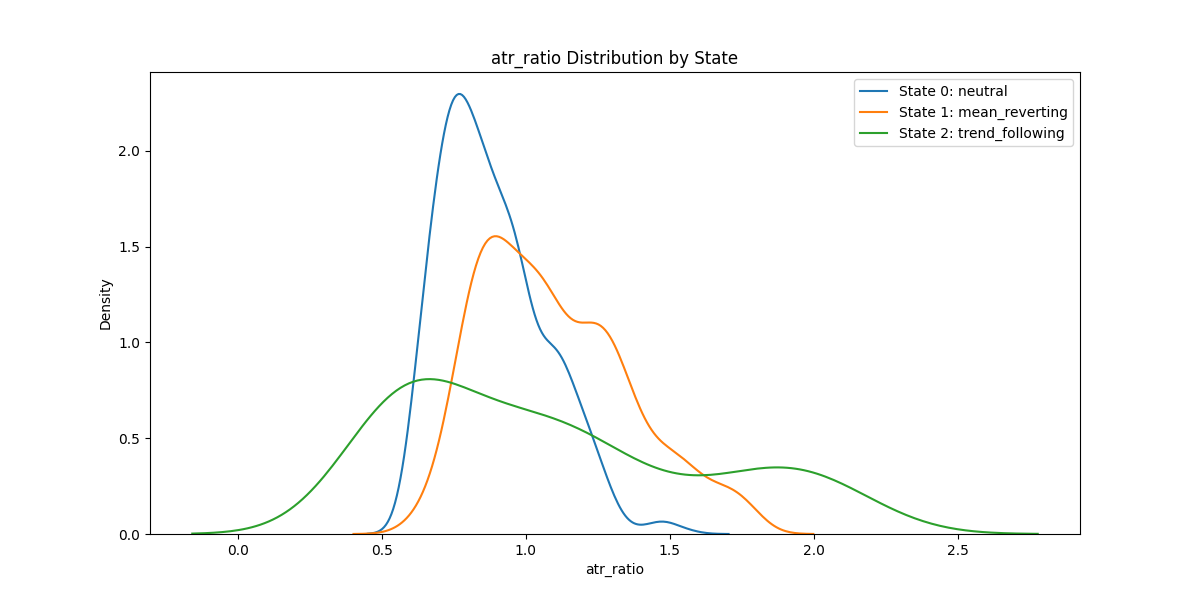 atr_ratio Distribution by State
State 0: neutral
State 1: mean_reverting
State 2: trend_following
Density
2.0
1.5
1.0
0.5
0.0
0.0 0.5 1.0 1.5 2.0 2.5
atr_ratio